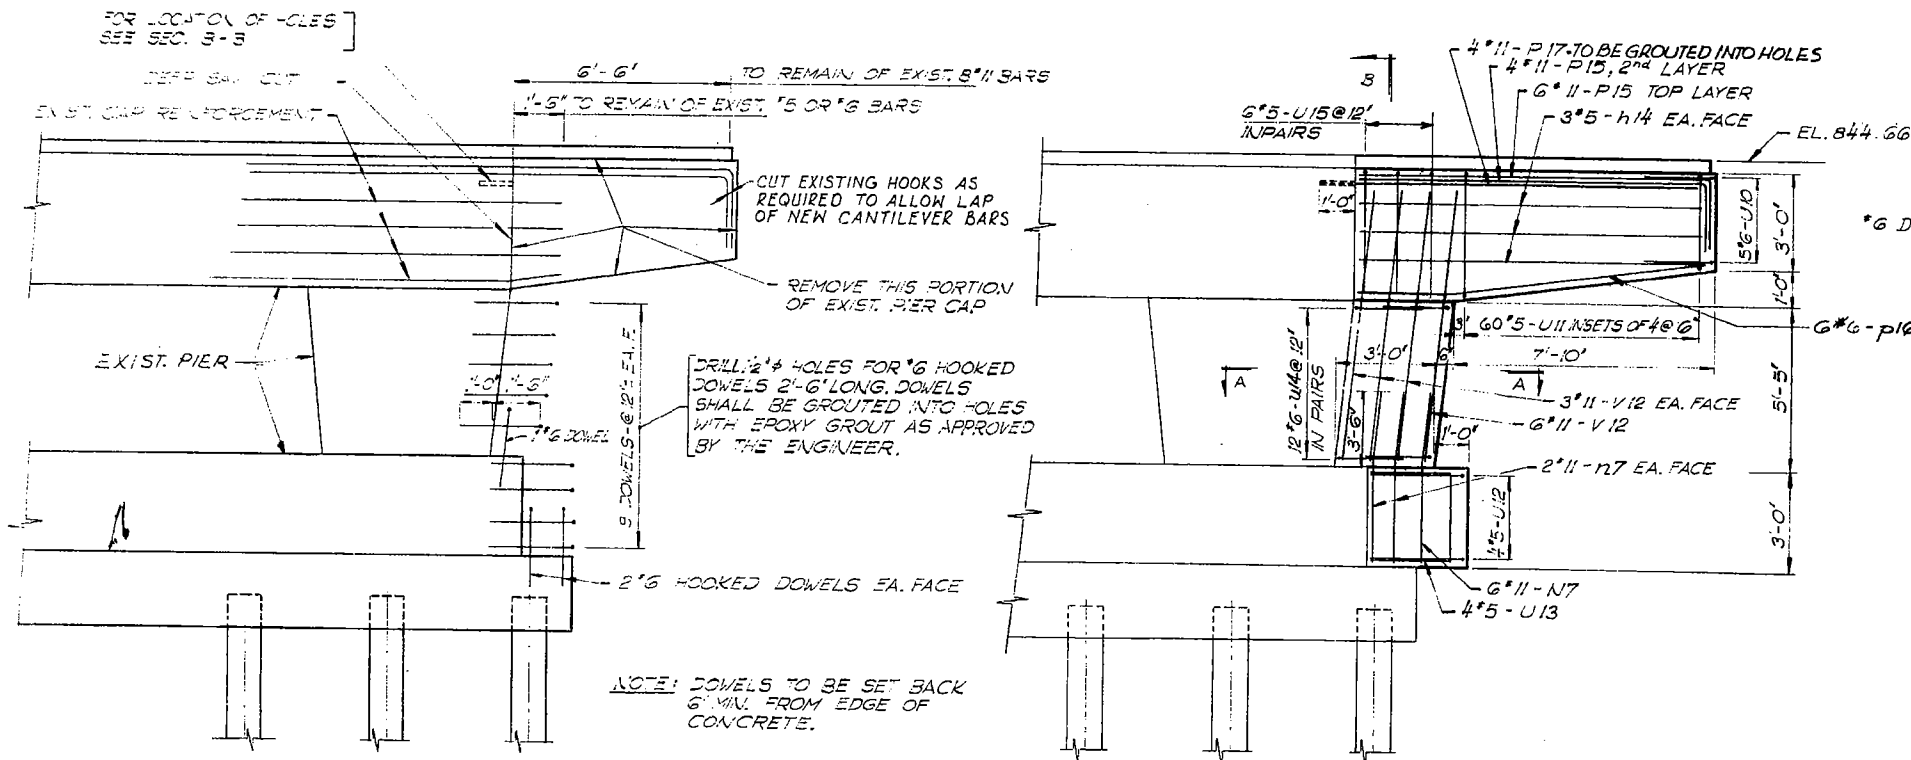 FOR LOCATION OF HOLES
SEE SEC. B-B
DEEP SAW CUT
EXIST. CAP REINFORCEMENT
6'-6"
TO REMAIN OF EXIST. 8#11 BARS
1'-6" TO REMAIN OF EXIST. #5 OR #6 BARS
CUT EXISTING HOOKS AS
REQUIRED TO ALLOW LAP
OF NEW CANTILEVER BARS
REMOVE THIS PORTION
OF EXIST. PIER CAP
EXIST. PIER
1'-0" 1'-6"
1#6 DOWEL
9 DOWELS @ 12"± EA. F.
DRILL 1/2"φ HOLES FOR #6 HOOKED
DOWELS 2'-6" LONG. DOWELS
SHALL BE GROUTED INTO HOLES
WITH EPOXY GROUT AS APPROVED
BY THE ENGINEER.
2#6 HOOKED DOWELS EA. FACE
NOTE: DOWELS TO BE SET BACK
6" MIN. FROM EDGE OF
CONCRETE.
B
4#11-P17-TO BE GROUTED INTO HOLES
4#11-P15, 2nd LAYER
6#11-P15 TOP LAYER
3#5-h14 EA. FACE
6#5-U15@12"
IN PAIRS
EL. 844.66
1'-0"
5#6-U10
3'-0"
#6 D
1'-0"
3" 60#5-U11 IN SETS OF 4@6"
6#6-p16
3'-0"
6"
7'-10"
A
A
12#6-U14@12"
IN PAIRS
3'-6"
3#11-V12 EA. FACE
6#11-V12
1'-0"
5'-5"
2#11-n7 EA. FACE
4#5-U12
3'-0"
6#11-N7
4#5-U13